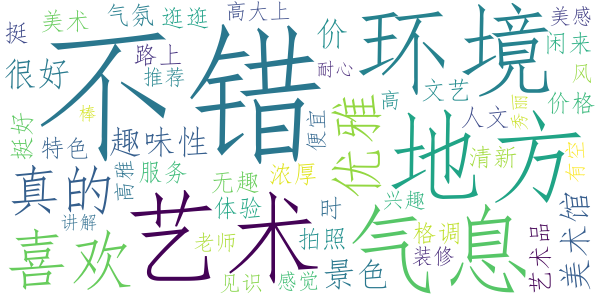 挺
美术
气氛
逛逛
高大上
价
环境
美感
闲来
很好
不错
路上
推荐
耐心
高
文艺
风
价格
挺好
棒
特色
趣味性
便宜
优雅
地方
人文
秀丽
清新
有空
真的
高雅
服务
无趣
浓厚
体验
时
兴趣
美术馆
讲解
艺术
老师
拍照
气息
格调
装修
艺术品
喜欢
见识
感觉
景色